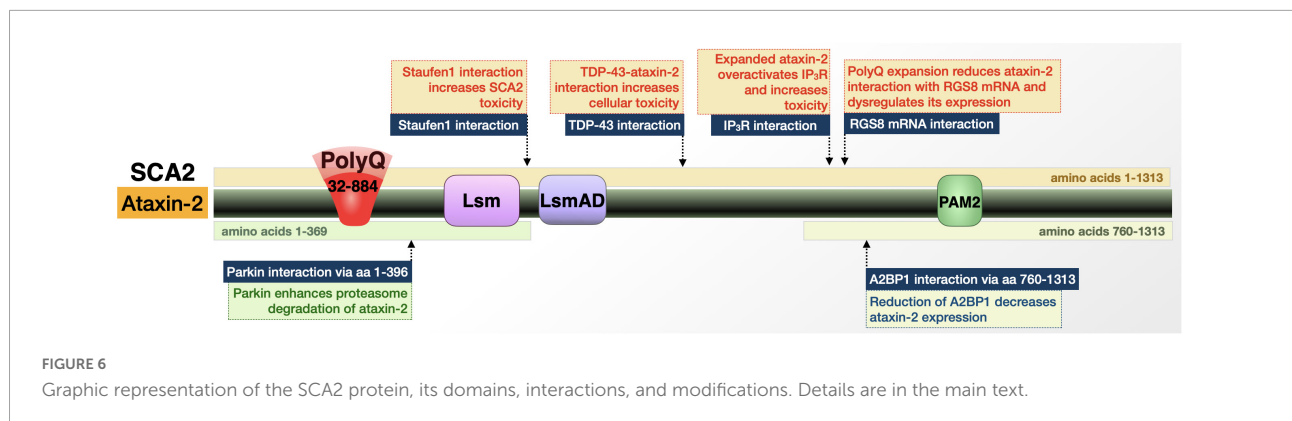 Staufen1 interaction
increases SCA2
toxicity
Staufen1 interaction
TDP-43-ataxin-2
interaction increases
cellular toxicity
TDP-43 interaction
Expanded ataxin-2
overactivates IP₃R
and increases
toxicity
IP₃R interaction
PolyQ expansion reduces ataxin-2
interaction with RGS8 mRNA and
dysregulates its expression
RGS8 mRNA interaction
SCA2
Ataxin-2
PolyQ
32-884
amino acids 1-1313
Lsm
LsmAD
PAM2
amino acids 1-369
amino acids 760-1313
Parkin interaction via aa 1-396
Parkin enhances proteasome
degradation of ataxin-2
A2BP1 interaction via aa 760-1313
Reduction of A2BP1 decreases
ataxin-2 expression
FIGURE 6
Graphic representation of the SCA2 protein, its domains, interactions, and modifications. Details are in the main text.